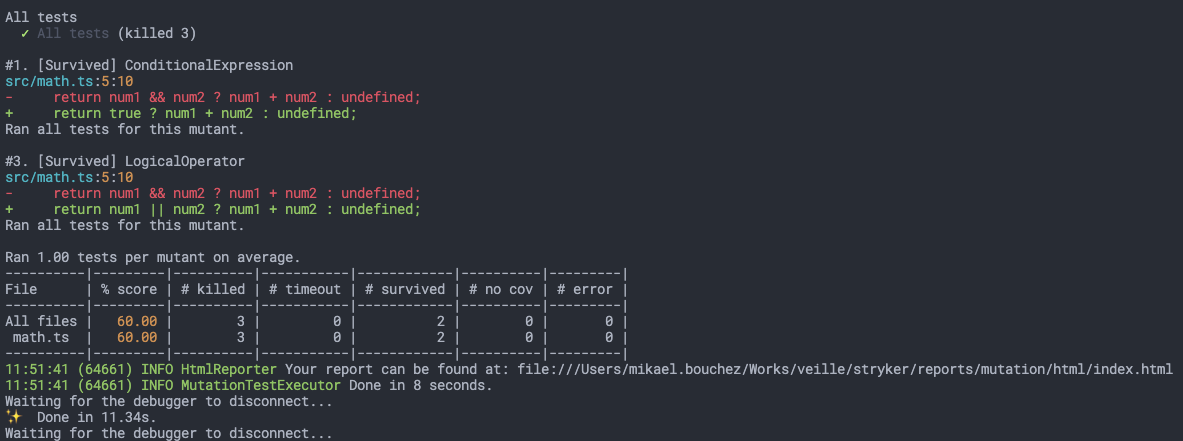 All tests
✓ All tests (killed 3)
#1. [Survived] ConditionalExpression
src/math.ts:5:10
-     return num1 && num2 ? num1 + num2 : undefined;
+     return true ? num1 + num2 : undefined;
Ran all tests for this mutant.
#3. [Survived] LogicalOperator
src/math.ts:5:10
-     return num1 && num2 ? num1 + num2 : undefined;
+     return num1 || num2 ? num1 + num2 : undefined;
Ran all tests for this mutant.
Ran 1.00 tests per mutant on average.
----------|---------|----------|-----------|------------|----------|---------|
File      | % score | # killed | # timeout | # survived | # no cov | # error |
----------|---------|----------|-----------|------------|----------|---------|
All files |   60.00 |        3 |         0 |          2 |        0 |       0 |
 math.ts  |   60.00 |        3 |         0 |          2 |        0 |       0 |
----------|---------|----------|-----------|------------|----------|---------|
11:51:41 (64661) INFO HtmlReporter Your report can be found at: file:///Users/mikael.bouchez/Works/veille/stryker/reports/mutation/html/index.html
11:51:41 (64661) INFO MutationTestExecutor Done in 8 seconds.
Waiting for the debugger to disconnect...
✨  Done in 11.34s.
Waiting for the debugger to disconnect...